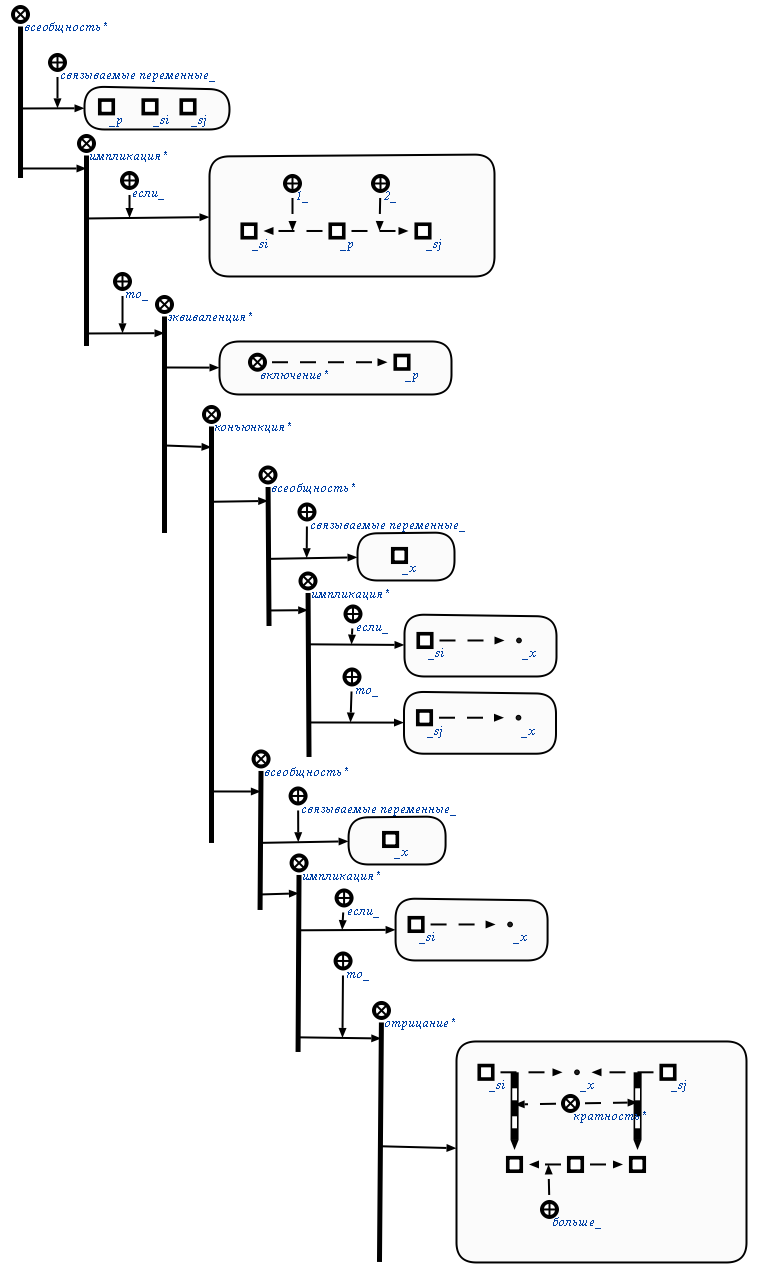 всеобщность*
связываемые переменные_
_p _si _sj
импликация*
если_
1_ 2_
_si _p _sj
то_
эквиваленция*
включение*
_p
конъюнкция*
всеобщность*
связываемые переменные_
_x
импликация*
если_
_si _x
то_
_sj _x
всеобщность*
связываемые переменные_
_x
импликация*
если_
_si _x
то_
отрицание*
_si _x _sj
кратность*
больше_